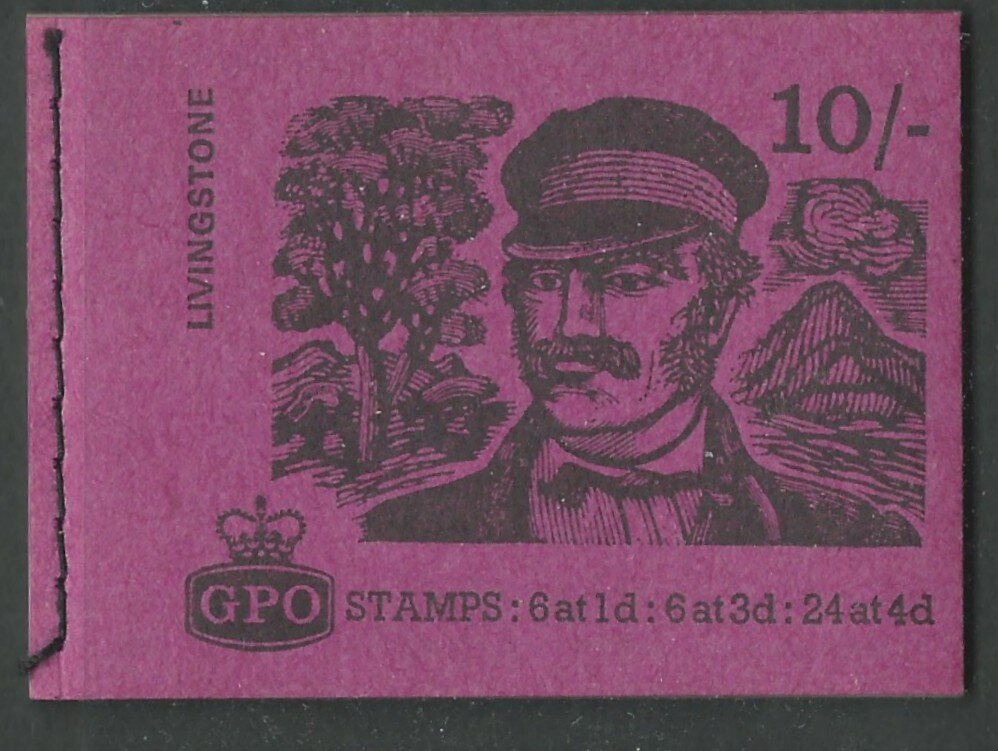 LIVINGSTONE
10/-
GPO
STAMPS: 6 at 1d: 6 at 3d: 24 at 4d